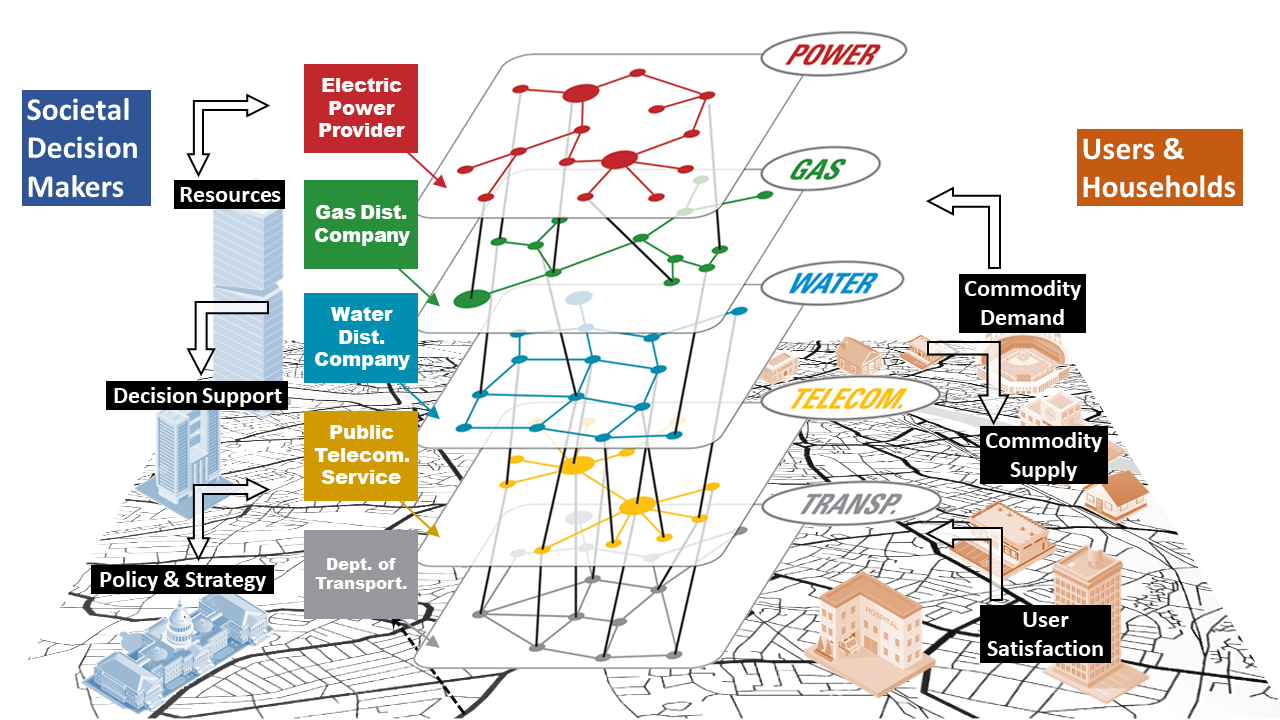 Societal
Decision
Makers
Resources
Decision Support
Policy & Strategy
Electric
Power
Provider
Gas Dist.
Company
Water
Dist.
Company
Public
Telecom.
Service
Dept. of
Transport.
POWER
GAS
WATER
TELECOM.
TRANSP.
Users &
Households
Commodity
Demand
Commodity
Supply
User
Satisfaction
HOSPITAL